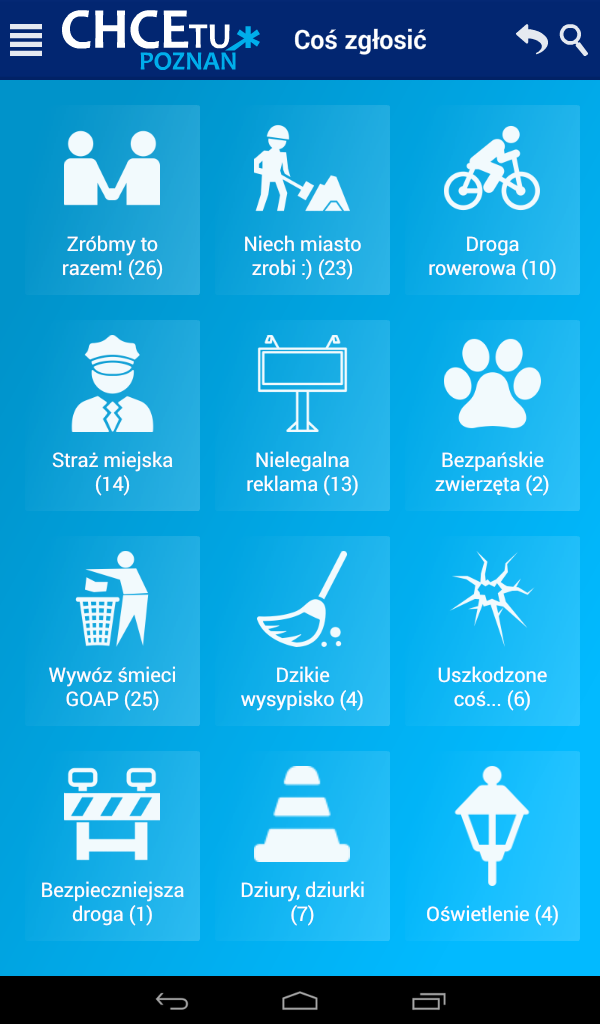 CHCETU
POZNAŃ
Coś zgłosić
Zróbmy to
razem! (26)
Niech miasto
zrobi :) (23)
Droga
rowerowa (10)
Straż miejska
(14)
Nielegalna
reklama (13)
Bezpańskie
zwierzęta (2)
Wywóz śmieci
GOAP (25)
Dzikie
wysypisko (4)
Uszkodzone
coś... (6)
Bezpieczniejsza
droga (1)
Dziury, dziurki
(7)
Oświetlenie (4)